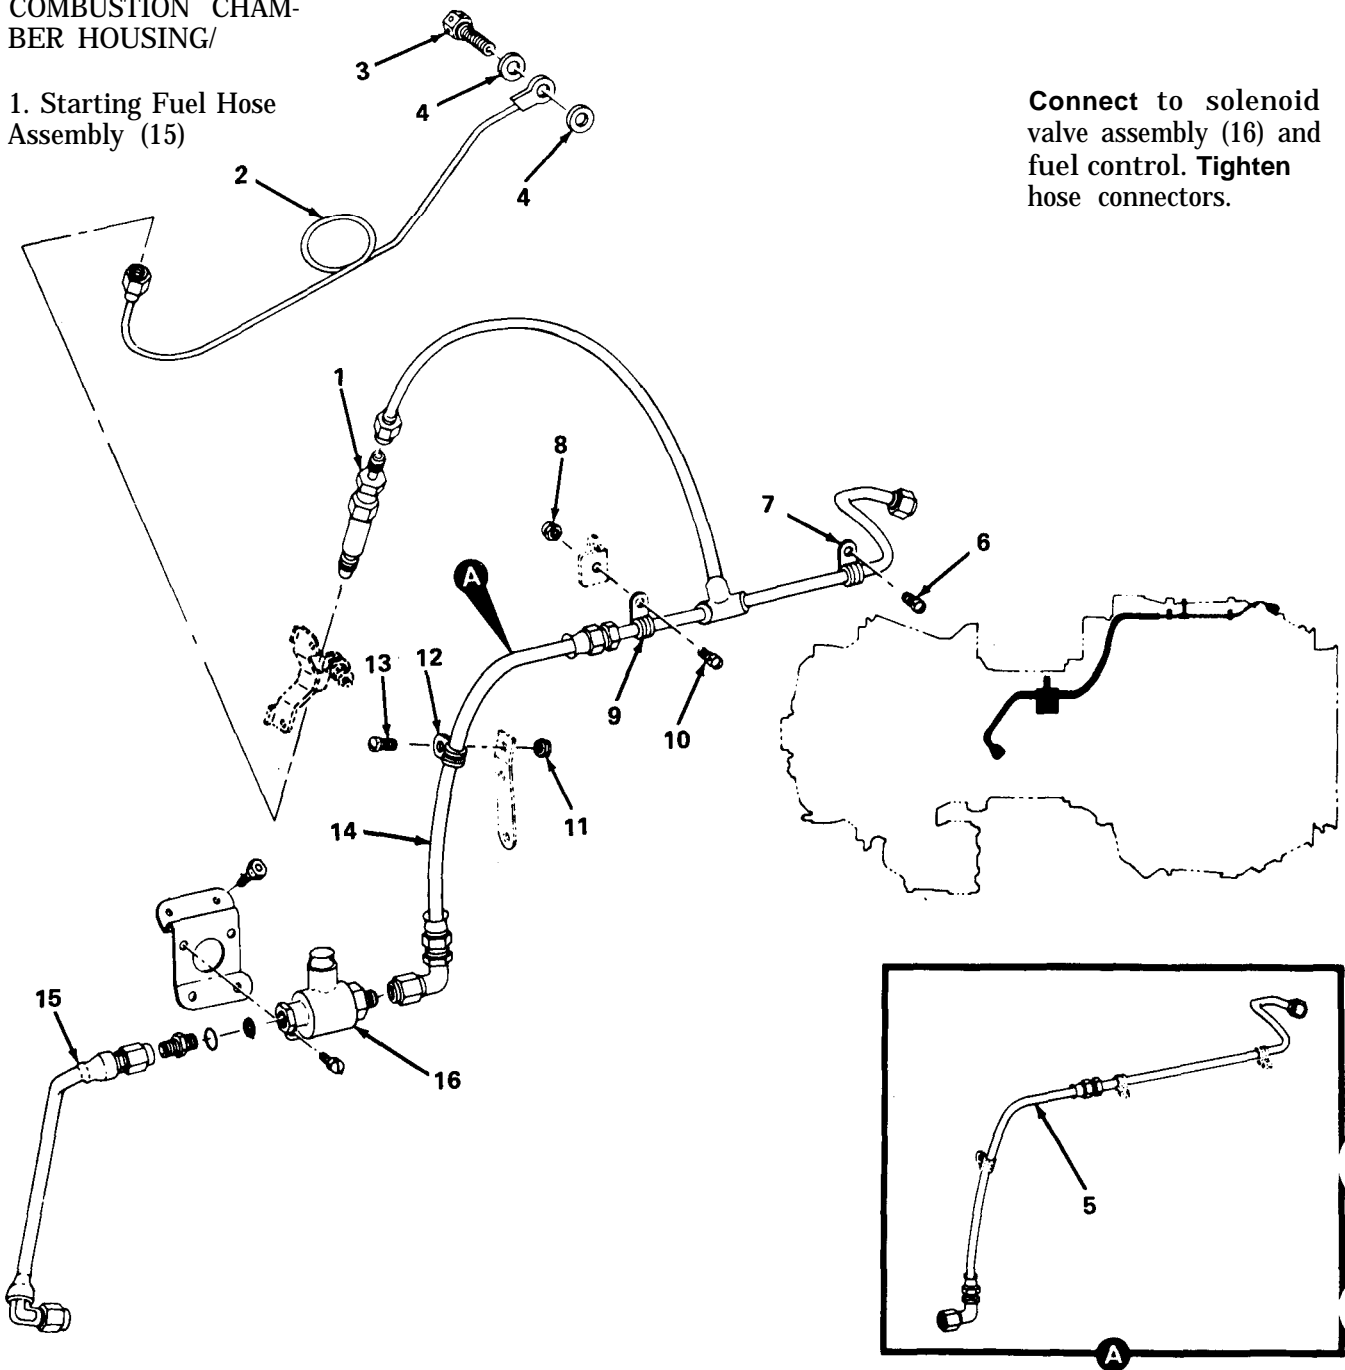 COMBUSTION CHAM-
BER HOUSING/
1. Starting Fuel Hose
Assembly (15)
Connect to solenoid
valve assembly (16) and
fuel control. Tighten
hose connectors.
3
4
4
2
1
8
7
6
A
13
12
9
10
11
14
15
16
5
A